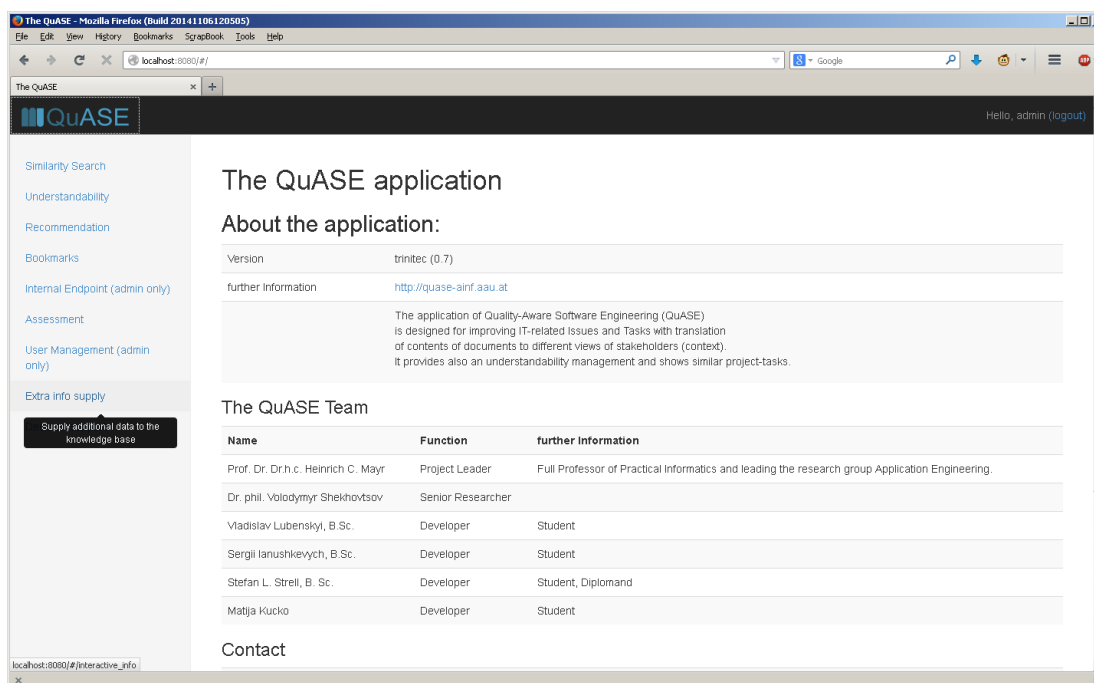 The QuASE - Mozilla Firefox (Build 20141106120505)
File Edit View History Bookmarks ScrapBook Tools Help
localhost:8080/#/
Google
The QuASE
QuASE
Hello, admin (logout)
Similarity Search
Understandability
Recommendation
Bookmarks
Internal Endpoint (admin only)
Assessment
User Management (admin
only)
Extra info supply
Supply additional data to the
knowledge base
The QuASE application
About the application:
Version trinitec (0.7)
further Information http://quase-ainf.aau.at
The application of Quality-Aware Software Engineering (QuASE)
is designed for improving IT-related Issues and Tasks with translation
of contents of documents to different views of stakeholders (context).
It provides also an understandability management and shows similar project-tasks.
The QuASE Team
Name Function further Information
Prof. Dr. Dr.h.c. Heinrich C. Mayr Project Leader Full Professor of Practical Informatics and leading the research group Application Engineering.
Dr. phil. Volodymyr Shekhovtsov Senior Researcher
Vladislav Lubenskyi, B.Sc. Developer Student
Sergii Ianushkevych, B.Sc. Developer Student
Stefan L. Strell, B. Sc. Developer Student, Diplomand
Matija Kucko Developer Student
Contact
localhost:8080/#/interactive_info